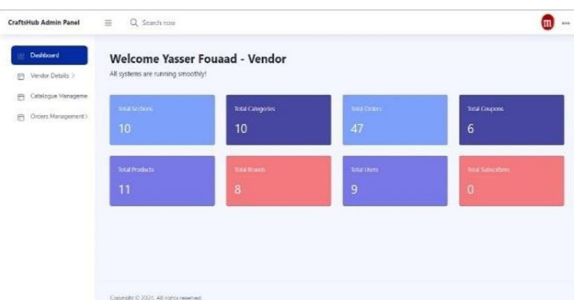 CraftsHub Admin Panel
Search now
m
Dashboard
Vendor Details
Catalogue Manageme
Orders Management
Welcome Yasser Fouaad - Vendor
All systems are running smoothly!
Total Sections
Total Categories
Total Orders
Total Coupons
10
10
47
6
Total Products
Total Brands
Total Users
Total Subscribers
11
8
9
0
Copyright © 2024. All rights reserved.